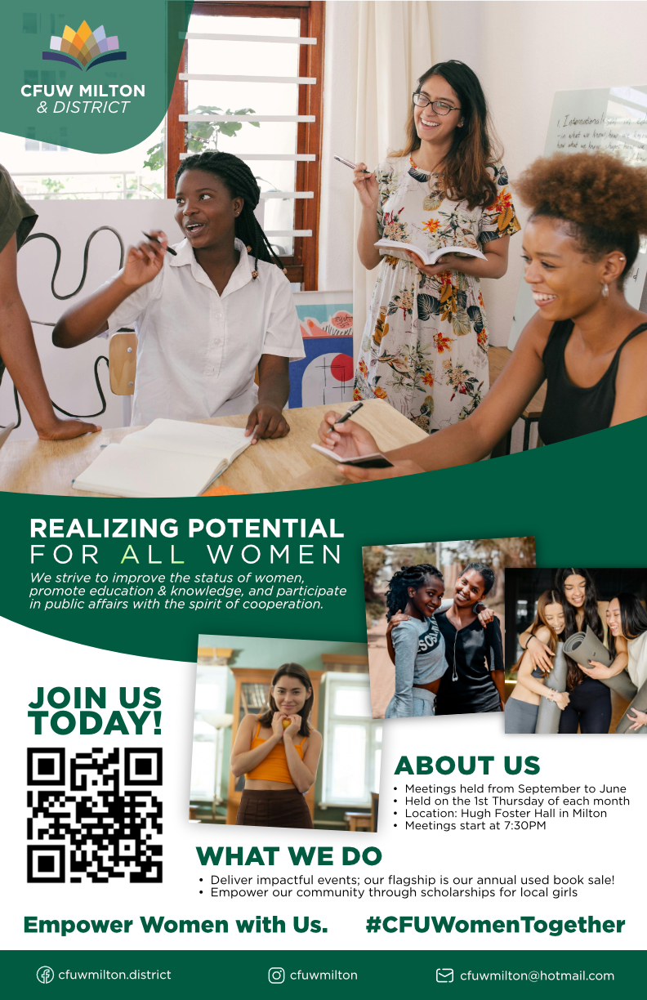 CFUW MILTON
& DISTRICT
REALIZING POTENTIAL
FOR ALL WOMEN
We strive to improve the status of women,
promote education & knowledge, and participate
in public affairs with the spirit of cooperation.
JOIN US
TODAY!
ABOUT US
• Meetings held from September to June
• Held on the 1st Thursday of each month
• Location: Hugh Foster Hall in Milton
• Meetings start at 7:30PM
WHAT WE DO
• Deliver impactful events; our flagship is our annual used book sale!
• Empower our community through scholarships for local girls
Empower Women with Us.
#CFUWomenTogether
cfuwmilton.district
cfuwmilton
cfuwmilton@hotmail.com